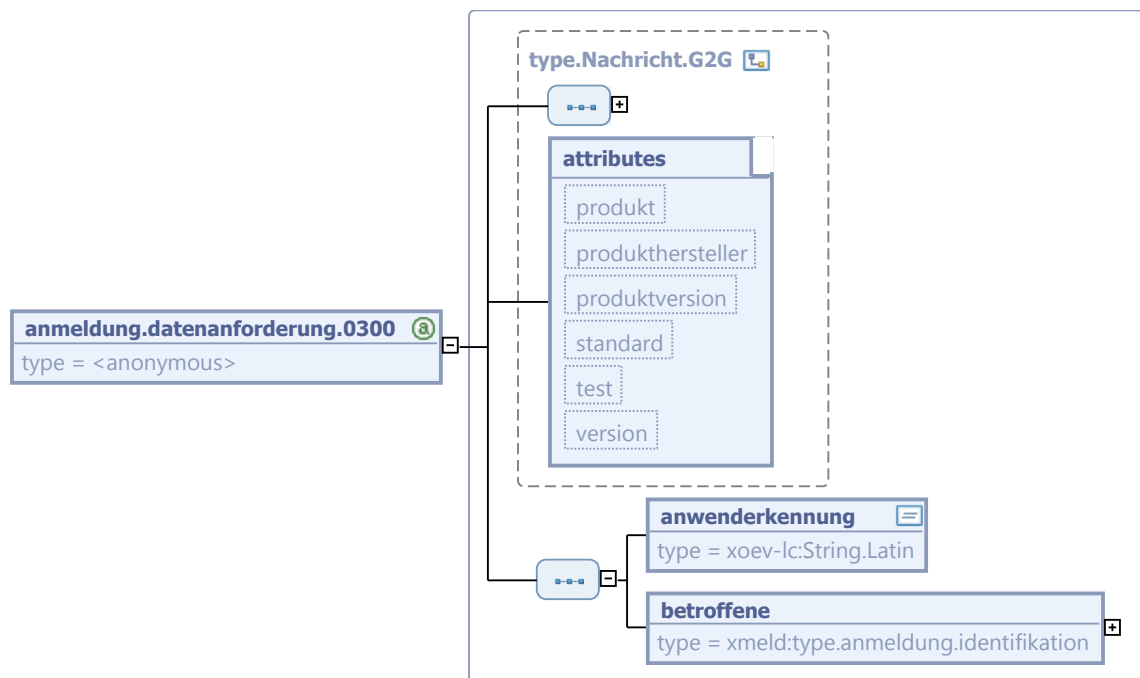 type.Nachricht.G2G
attributes
produkt
produkthersteller
produktversion
standard
test
version
anmeldung.datenanforderung.0300
type = <anonymous>
anwenderkennung
type = xoev-lc:String.Latin
betroffene
type = xmeld:type.anmeldung.identifikation